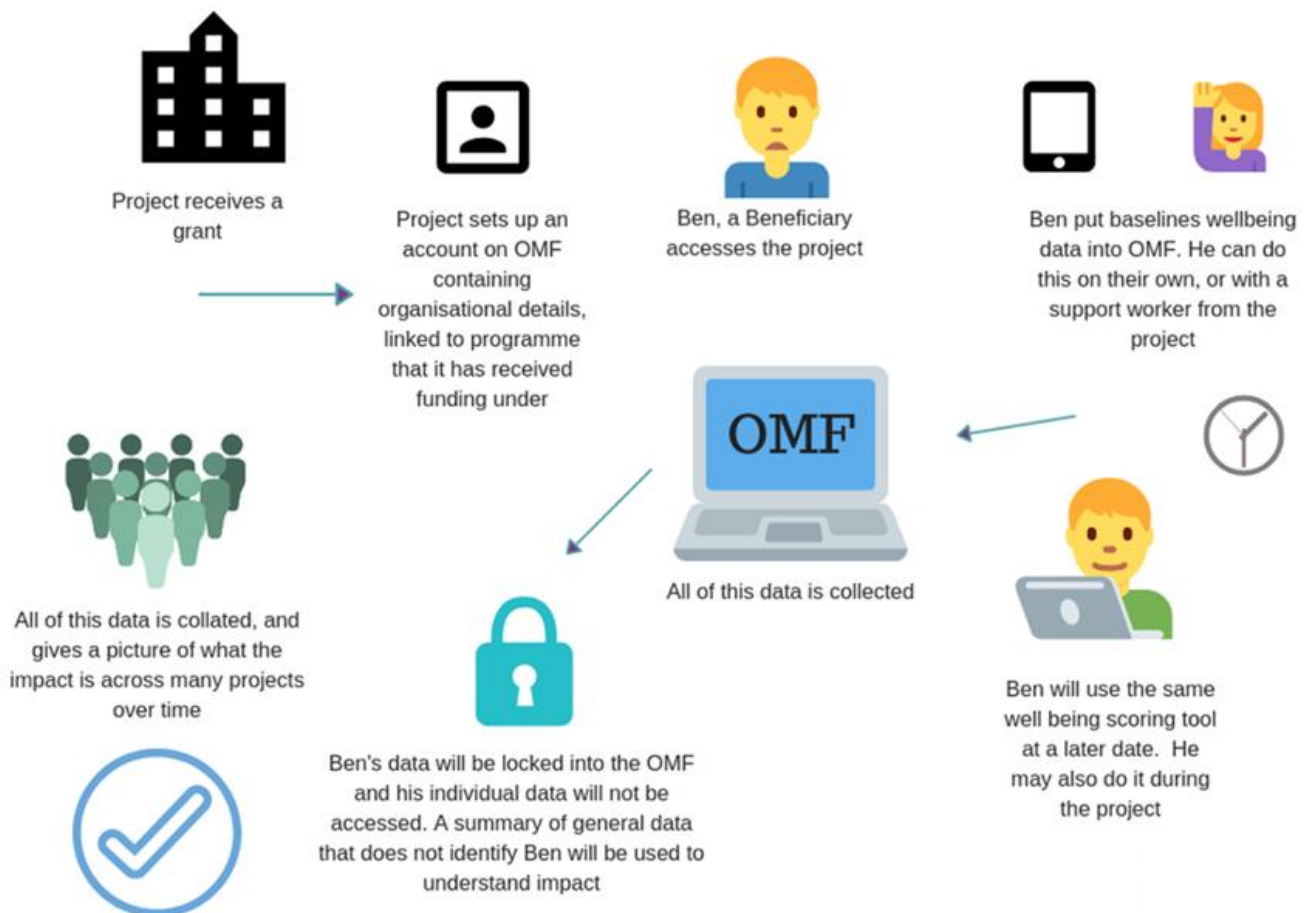 Project receives a
grant
Project sets up an
account on OMF
containing
organisational details,
linked to programme
that it has received
funding under
Ben, a Beneficiary
accesses the project
Ben put baselines wellbeing
data into OMF. He can do
this on their own, or with a
support worker from the
project
OMF
All of this data is collected
Ben will use the same
well being scoring tool
at a later date. He
may also do it during
the project
Ben's data will be locked into the OMF
and his individual data will not be
accessed. A summary of general data
that does not identify Ben will be used to
understand impact
All of this data is collated, and
gives a picture of what the
impact is across many projects
over time